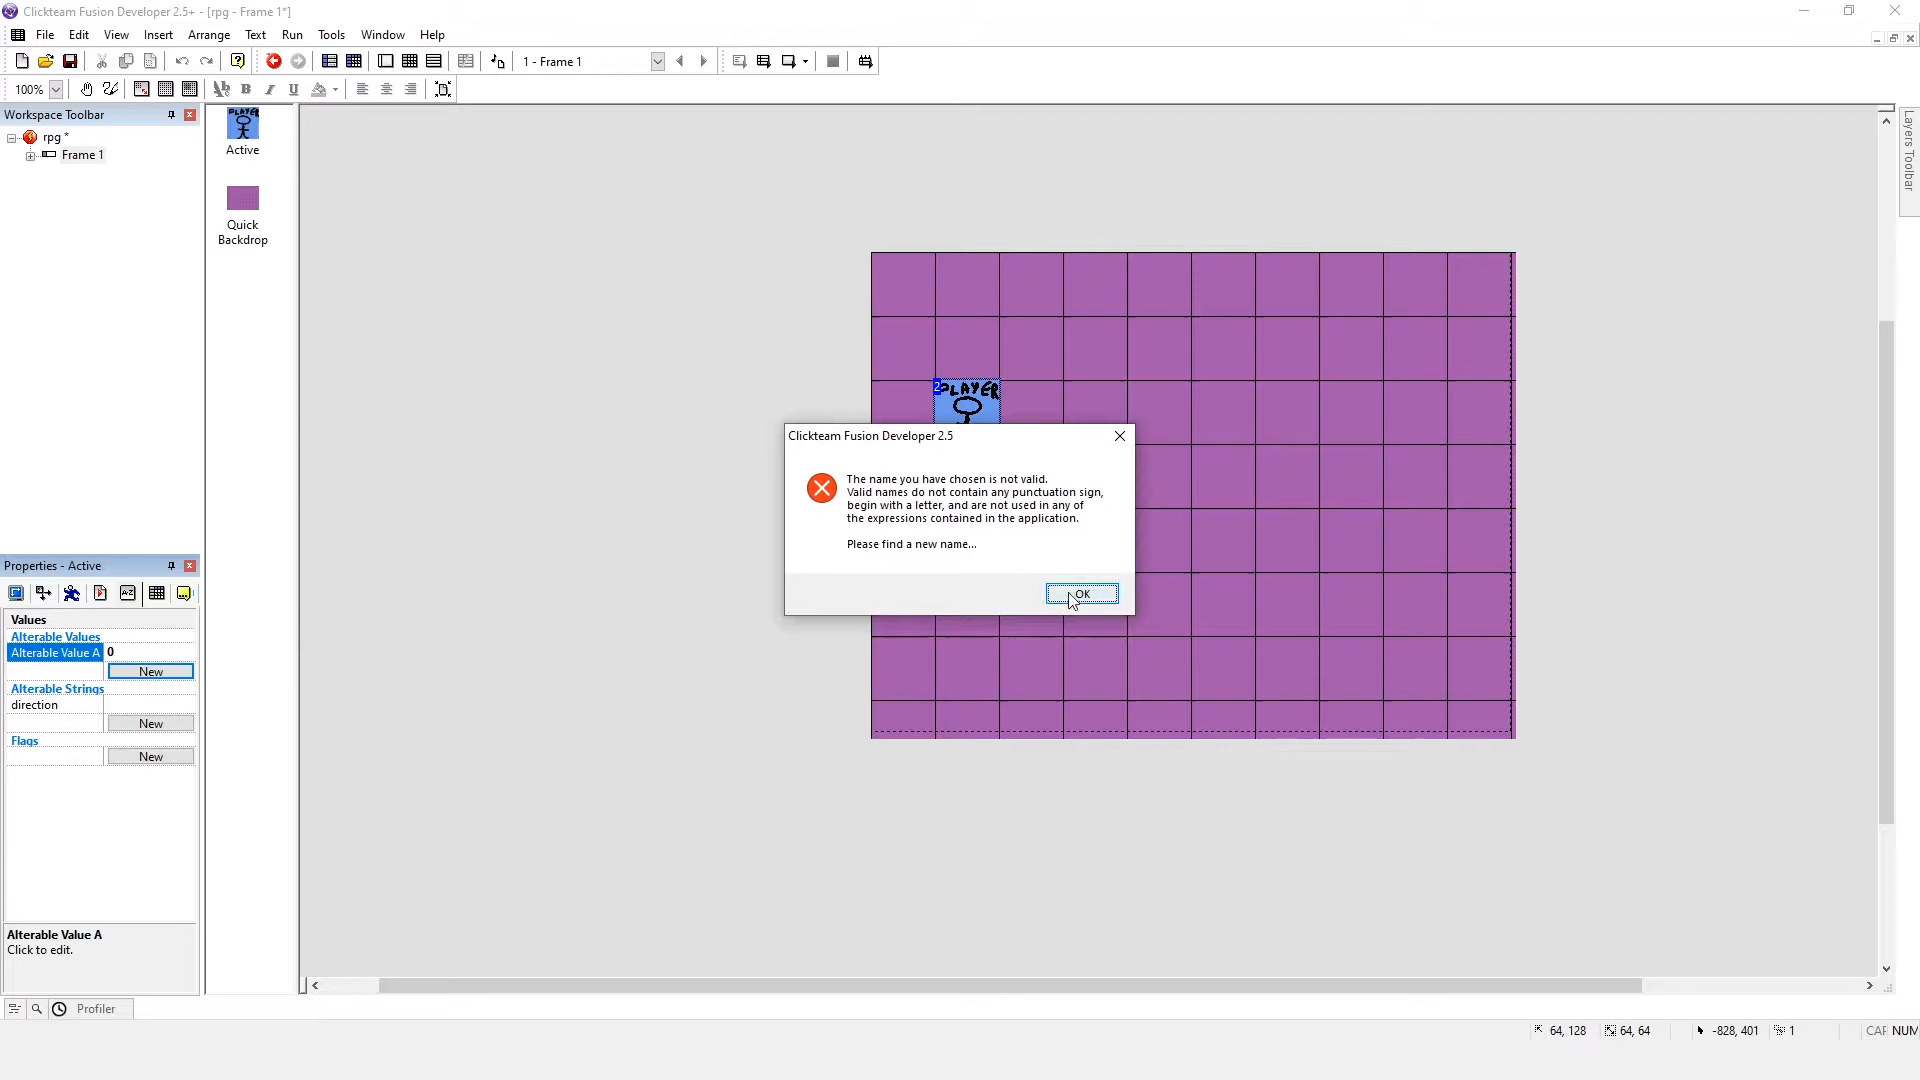 Clickteam Fusion Developer 2.5+ - [rpg - Frame 1*]
File Edit View Insert Arrange Text Run Tools Window Help
1 - Frame 1
100%
Workspace Toolbar
rpg *
Frame 1
PLAYER
Active
Quick
Backdrop
Layers Toolbar
2
PLAYER
Clickteam Fusion Developer 2.5
The name you have chosen is not valid.
Valid names do not contain any punctuation sign,
begin with a letter, and are not used in any of
the expressions contained in the application.
Please find a new name...
OK
Properties - Active
Values
Alterable Values
Alterable Value A 0
New
Alterable Strings
direction
New
Flags
New
Alterable Value A
Click to edit.
Profiler
64, 128 64, 64 -828, 401 1 CAP NUM